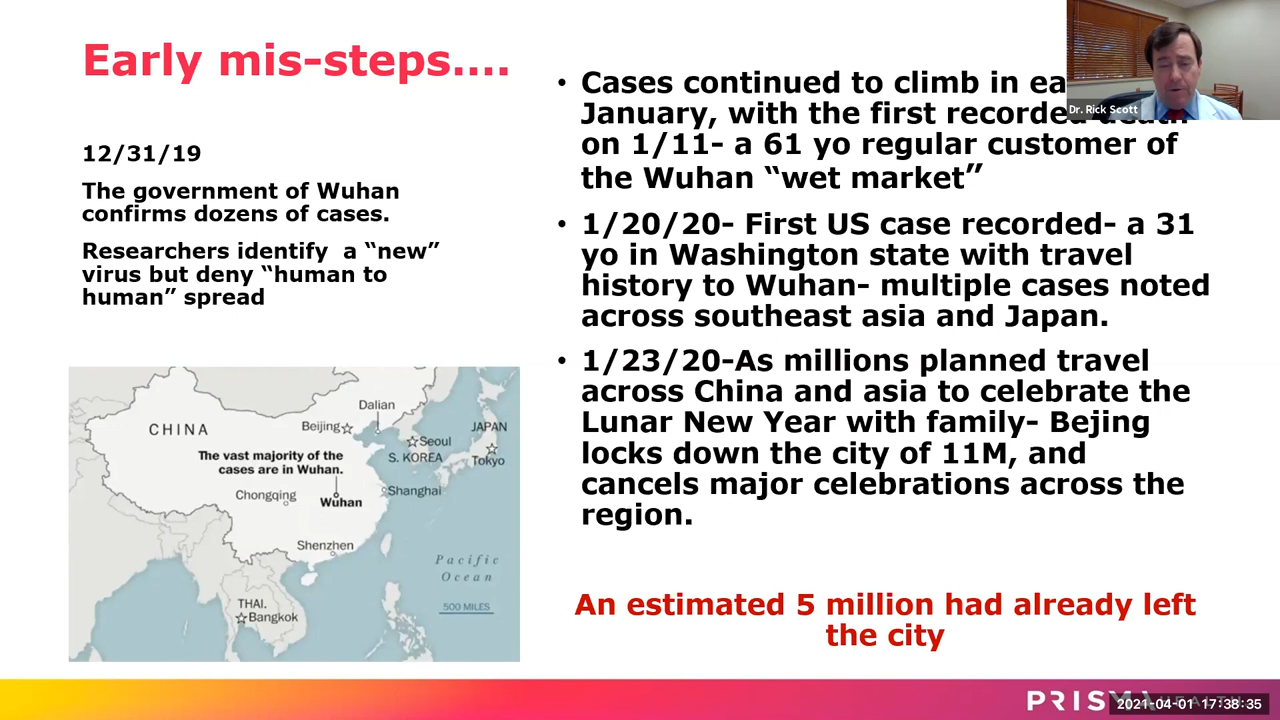 Early mis-steps....
12/31/19
The government of Wuhan
confirms dozens of cases.
Researchers identify a “new”
virus but deny “human to
human” spread
• Cases continued to climb in
January, with the first recorded death
on 1/11- a 61 yo regular customer of
the Wuhan “wet market”
• 1/20/20- First US case recorded- a 31
yo in Washington state with travel
history to Wuhan- multiple cases noted
across southeast asia and Japan.
• 1/23/20-As millions planned travel
across China and asia to celebrate the
Lunar New Year with family- Bejing
locks down the city of 11M, and
cancels major celebrations across the
region.
An estimated 5 million had already left
the city
Dr. Rick Scott
CHINA
Dalian
Beijing
JAPAN
Seoul
S. KOREA
Tokyo
The vast majority of the
cases are in Wuhan.
Chongqing
Wuhan
Shanghai
Shenzhen
Pacific
Ocean
500 MILES
THAI.
Bangkok
PRISMA HEALTH
2021-04-01 17:38:35